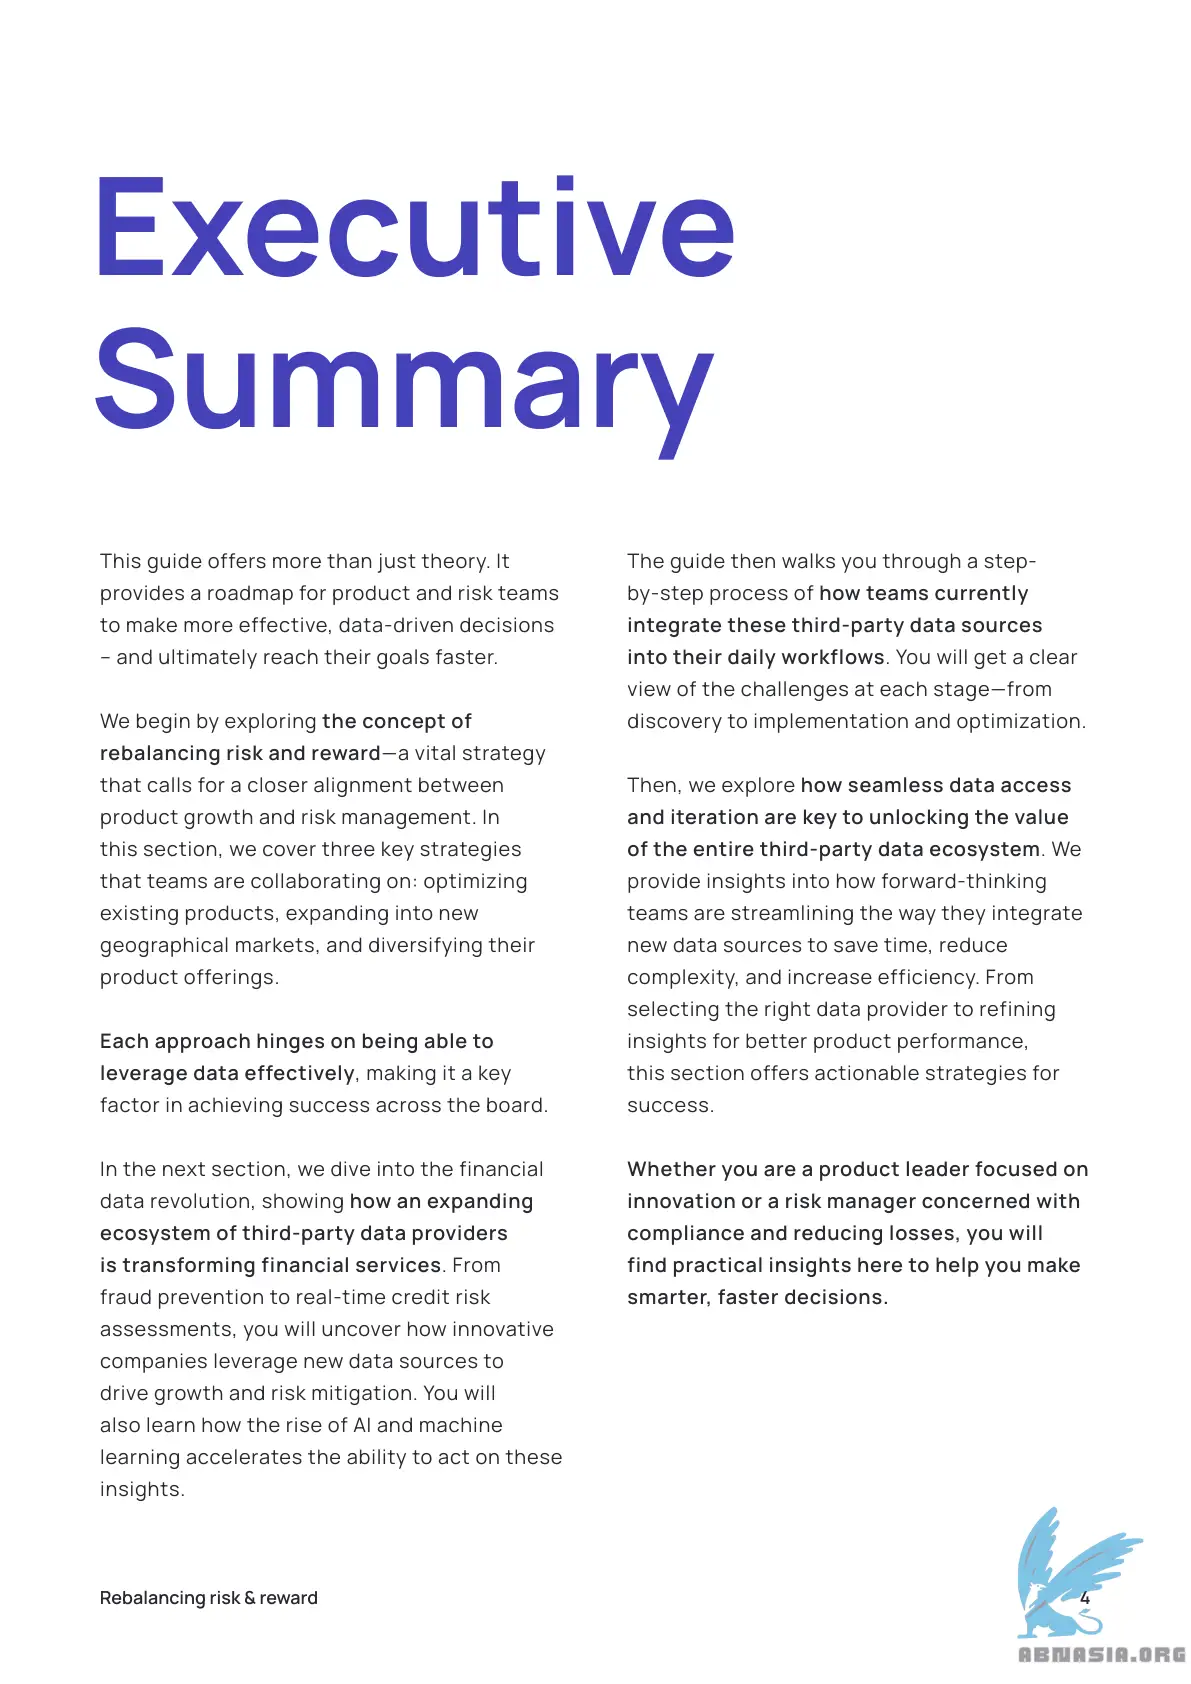 Executive
Summary
This guide offers more than just theory. It
provides a roadmap for product and risk teams
to make more effective, data-driven decisions
– and ultimately reach their goals faster.
We begin by exploring the concept of
rebalancing risk and reward—a vital strategy
that calls for a closer alignment between
product growth and risk management. In
this section, we cover three key strategies
that teams are collaborating on: optimizing
existing products, expanding into new
geographical markets, and diversifying their
product offerings.
Each approach hinges on being able to
leverage data effectively, making it a key
factor in achieving success across the board.
In the next section, we dive into the financial
data revolution, showing how an expanding
ecosystem of third-party data providers
is transforming financial services. From
fraud prevention to real-time credit risk
assessments, you will uncover how innovative
companies leverage new data sources to
drive growth and risk mitigation. You will
also learn how the rise of AI and machine
learning accelerates the ability to act on these
insights.
The guide then walks you through a step-
by-step process of how teams currently
integrate these third-party data sources
into their daily workflows. You will get a clear
view of the challenges at each stage—from
discovery to implementation and optimization.
Then, we explore how seamless data access
and iteration are key to unlocking the value
of the entire third-party data ecosystem. We
provide insights into how forward-thinking
teams are streamlining the way they integrate
new data sources to save time, reduce
complexity, and increase efficiency. From
selecting the right data provider to refining
insights for better product performance,
this section offers actionable strategies for
success.
Whether you are a product leader focused on
innovation or a risk manager concerned with
compliance and reducing losses, you will
find practical insights here to help you make
smarter, faster decisions.
Rebalancing risk & reward
4
ABNASIA.ORG